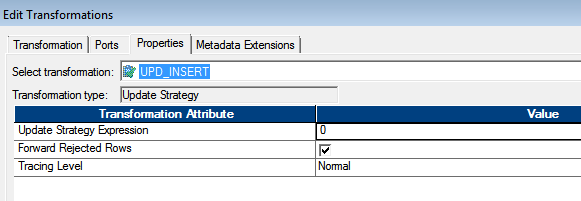 Edit Transformations
Transformation Ports Properties Metadata Extensions
Select transformation: UPD_INSERT
Transformation type: Update Strategy
Transformation Attribute Value
Update Strategy Expression 0
Forward Rejected Rows
Tracing Level Normal